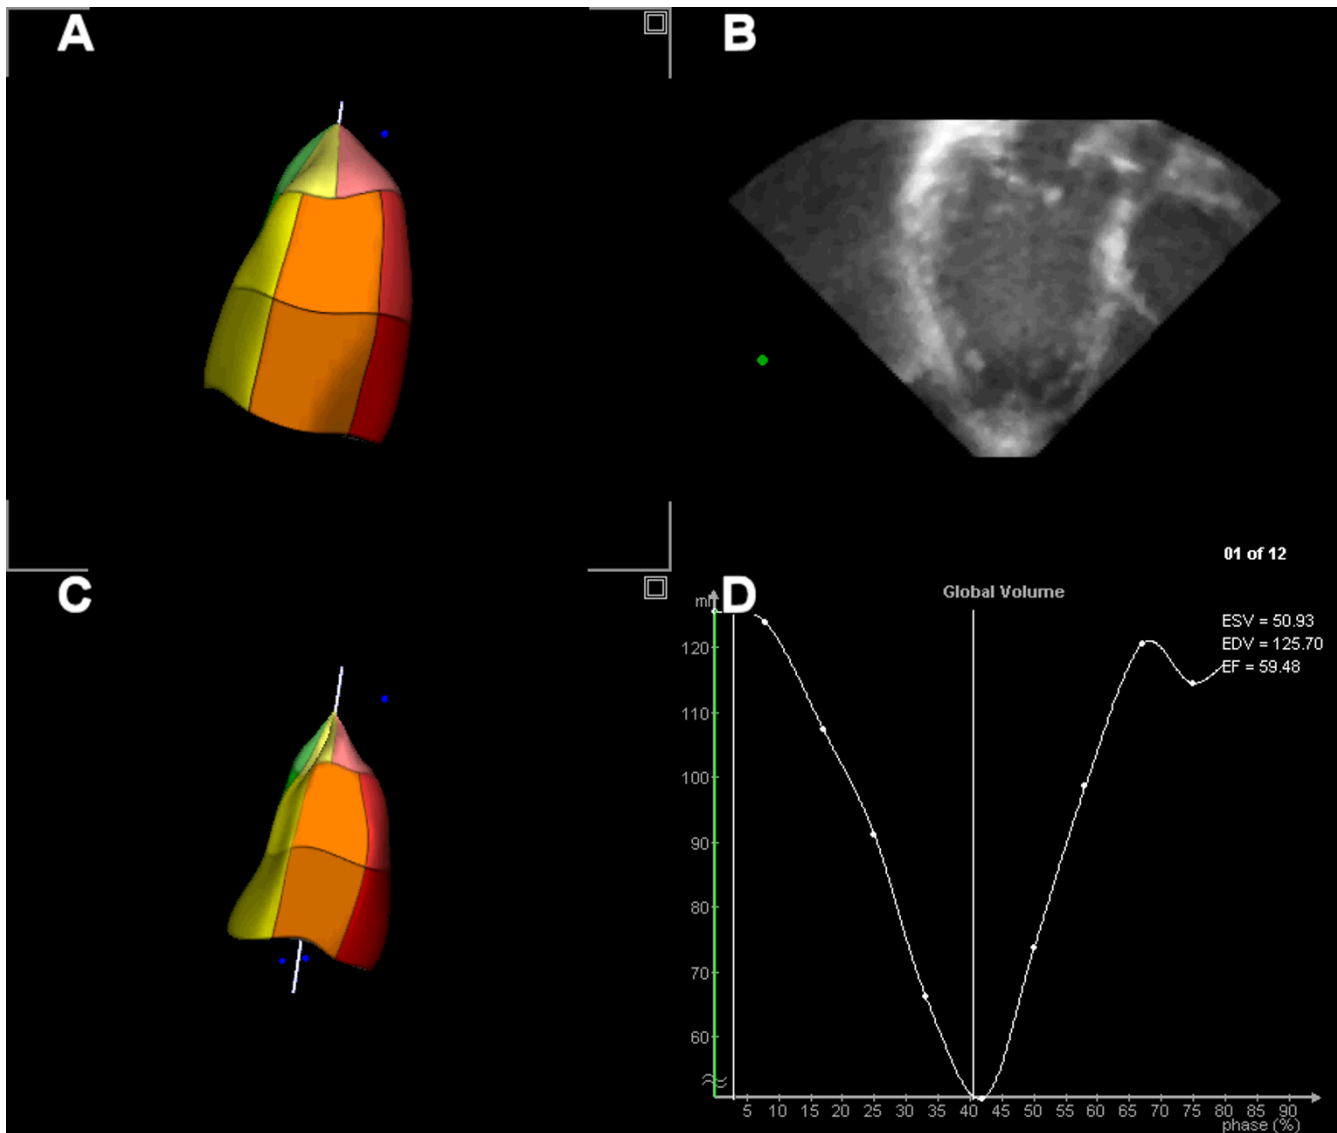 A
B
C
01 of 12
D
Global Volume
ml
ESV = 50.93
EDV = 125.70
EF = 59.48
120
110
100
90
80
70
60
5 10 15 20 25 30 35 40 45 50 55 60 65 70 75 80 85 90
phase (%)